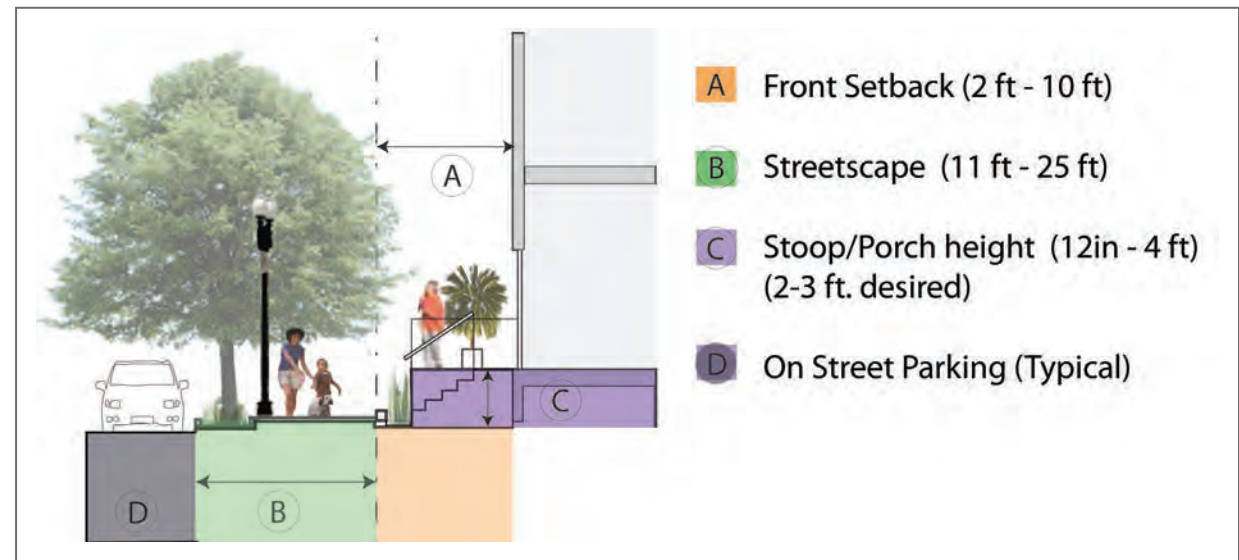 A
A Front Setback (2 ft - 10 ft)
B Streetscape (11 ft - 25 ft)
C Stoop/Porch height (12in - 4 ft)
(2-3 ft. desired)
D On Street Parking (Typical)
C
D
B